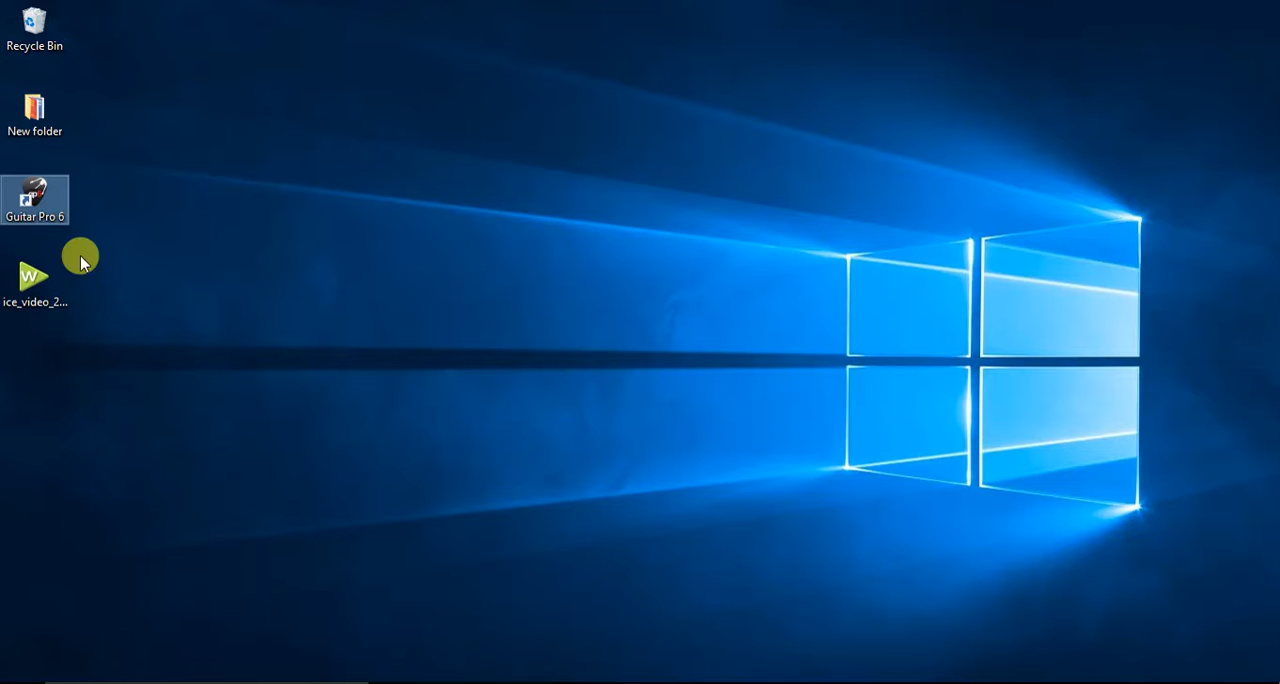 Recycle Bin
New folder
Guitar Pro 6
W
ice_video_2...